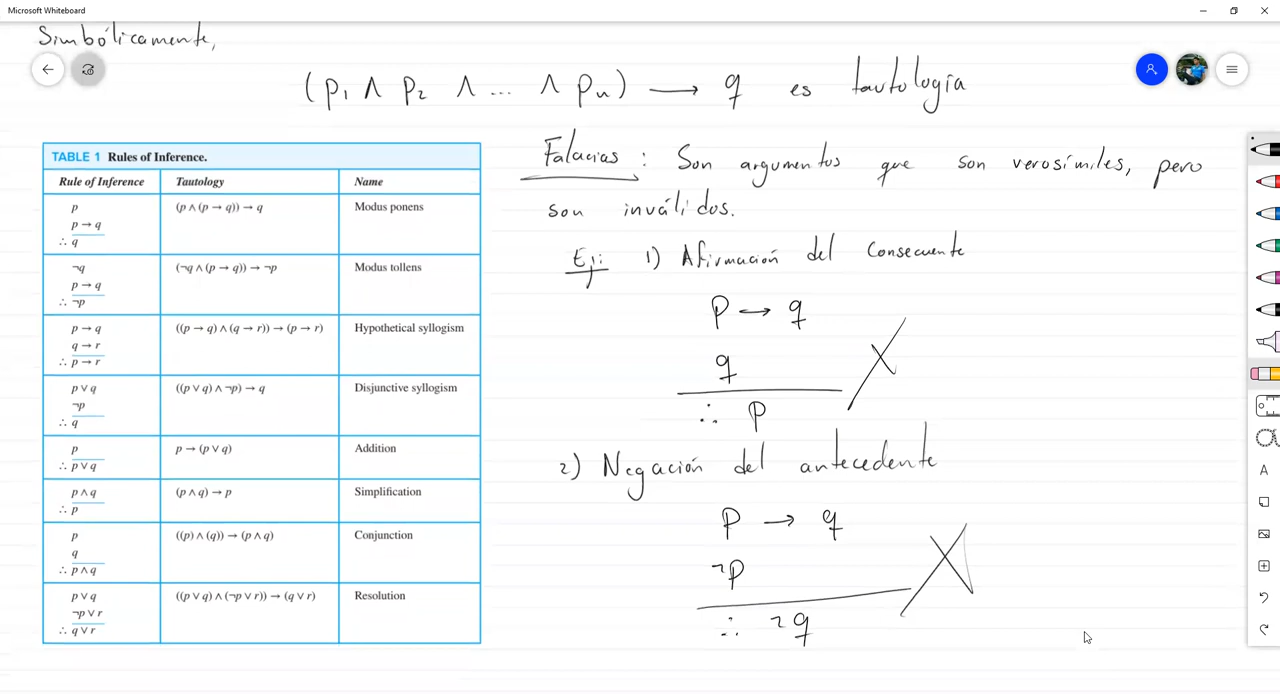 Microsoft Whiteboard
Simbólicamente,
(p₁ ∧ p₂ ∧ ... ∧ pₙ) → q es tautología
TABLE 1 Rules of Inference.
Rule of Inference Tautology Name
p
p → q
∴ q
(p ∧ (p → q)) → q
Modus ponens
¬q
p → q
∴ ¬p
(¬q ∧ (p → q)) → ¬p
Modus tollens
p → q
q → r
∴ p → r
((p → q) ∧ (q → r)) → (p → r)
Hypothetical syllogism
p ∨ q
¬p
∴ q
((p ∨ q) ∧ ¬p) → q
Disjunctive syllogism
p
∴ p ∨ q
p → (p ∨ q)
Addition
p ∧ q
∴ p
(p ∧ q) → p
Simplification
p
q
∴ p ∧ q
((p) ∧ (q)) → (p ∧ q)
Conjunction
p ∨ q
¬p ∨ r
∴ q ∨ r
((p ∨ q) ∧ (¬p ∨ r)) → (q ∨ r)
Resolution
Falacias: Son argumentos que son verosímiles, pero
son inválidos.
Ej: 1) Afirmación del consecuente
p → q
q
∴ p
2) Negación del antecedente
p → q
¬p
∴ ¬q
A